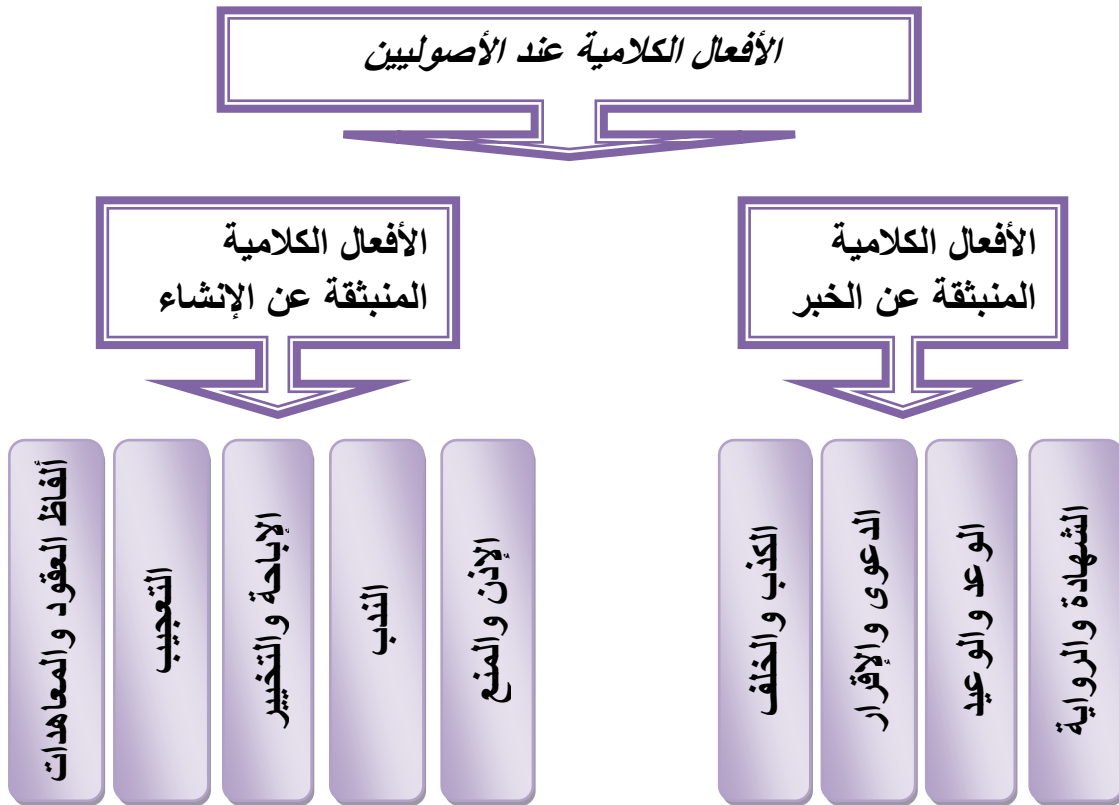 الأفعال الكلامية عند الأصوليين
الأفعال الكلامية
المنبثقة عن الخبر
الأفعال الكلامية
المنبثقة عن الإنشاء
الشهادة والرواية
الوعد والوعيد
الدعوى والإقرار
الكذب والخلف
الإذن والمنع
الندب
الإباحة والتخيير
التعجيب
ألفاظ العقود والمعاهدات